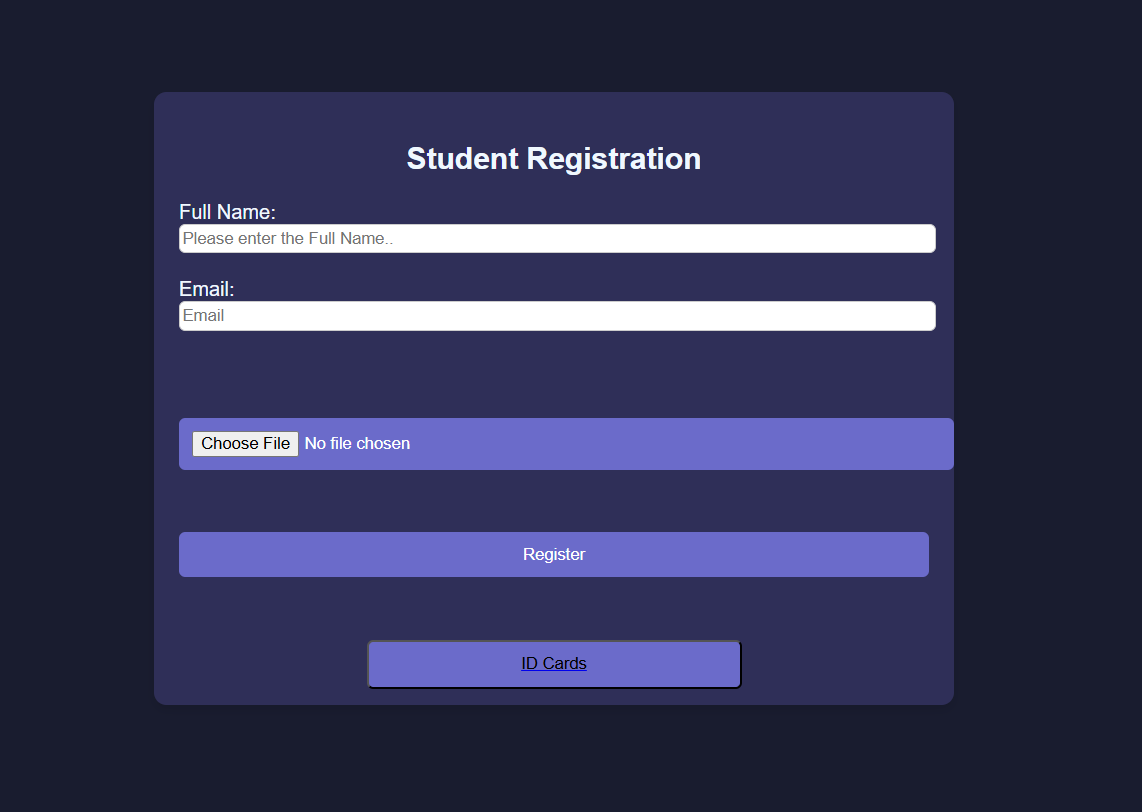 Student Registration
Full Name:
Please enter the Full Name..
Email:
Email
Choose File No file chosen
Register
ID Cards